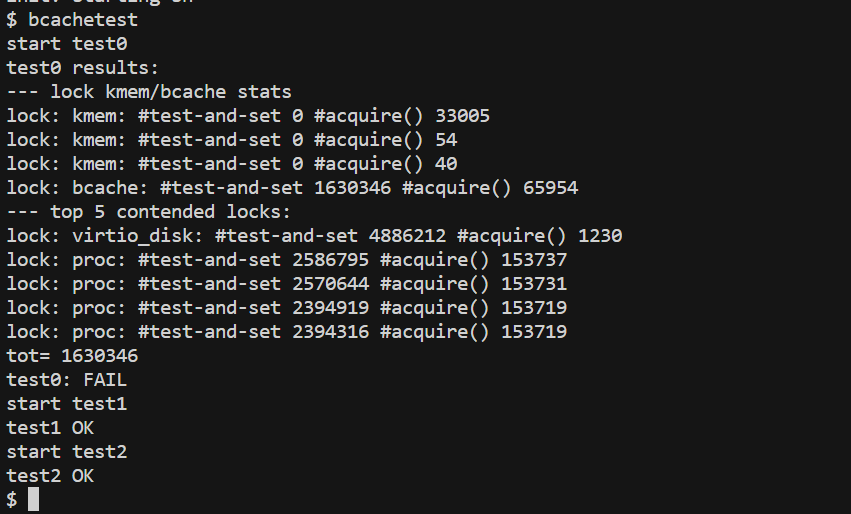 $ bcachetest
start test0
test0 results:
--- lock kmem/bcache stats
lock: kmem: #test-and-set 0 #acquire() 33005
lock: kmem: #test-and-set 0 #acquire() 54
lock: kmem: #test-and-set 0 #acquire() 40
lock: bcache: #test-and-set 1630346 #acquire() 65954
--- top 5 contended locks:
lock: virtio_disk: #test-and-set 4886212 #acquire() 1230
lock: proc: #test-and-set 2586795 #acquire() 153737
lock: proc: #test-and-set 2570644 #acquire() 153731
lock: proc: #test-and-set 2394919 #acquire() 153719
lock: proc: #test-and-set 2394316 #acquire() 153719
tot= 1630346
test0: FAIL
start test1
test1 OK
start test2
test2 OK
$